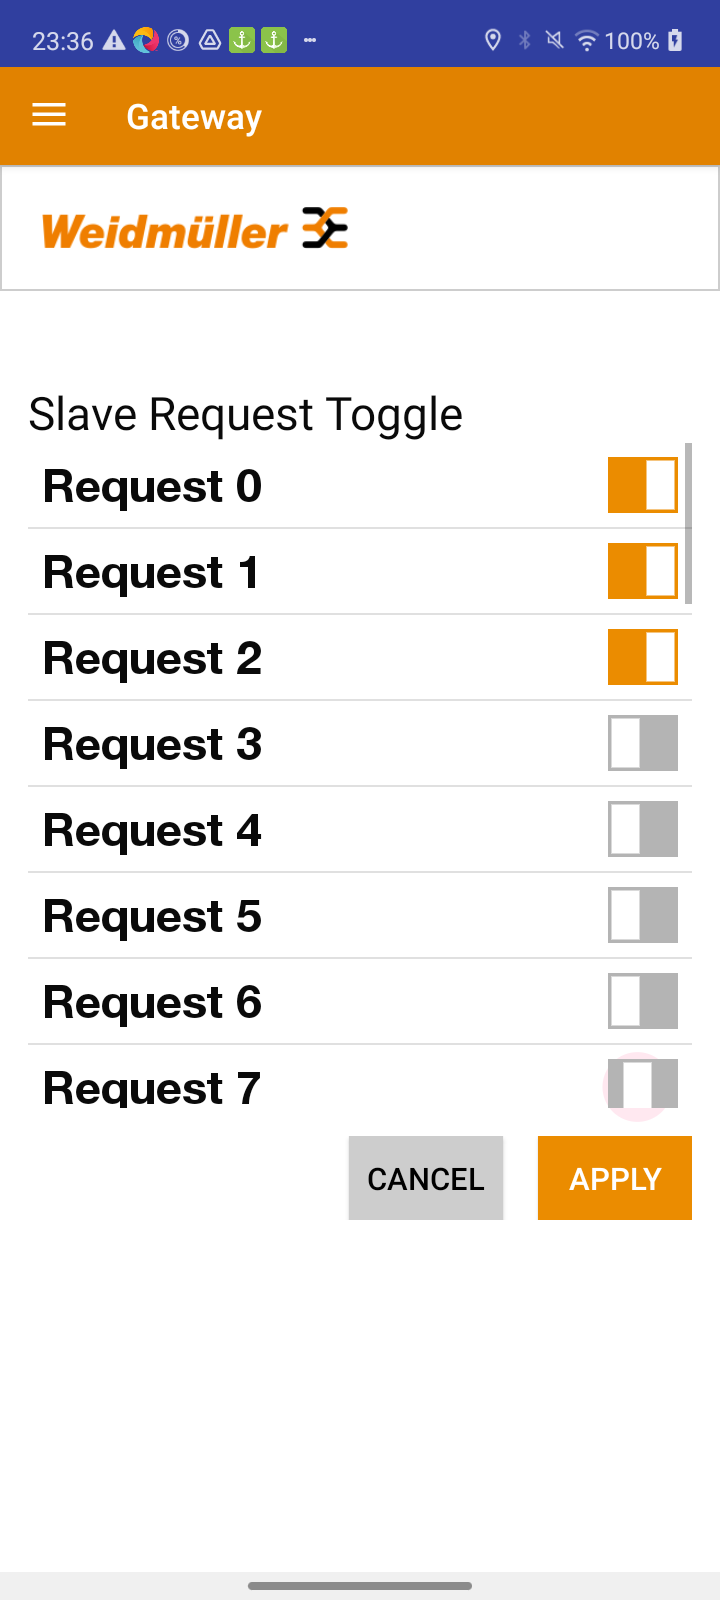 23:36 100%
Gateway
Weidmüller
Slave Request Toggle
Request 0
Request 1
Request 2
Request 3
Request 4
Request 5
Request 6
Request 7
CANCEL APPLY